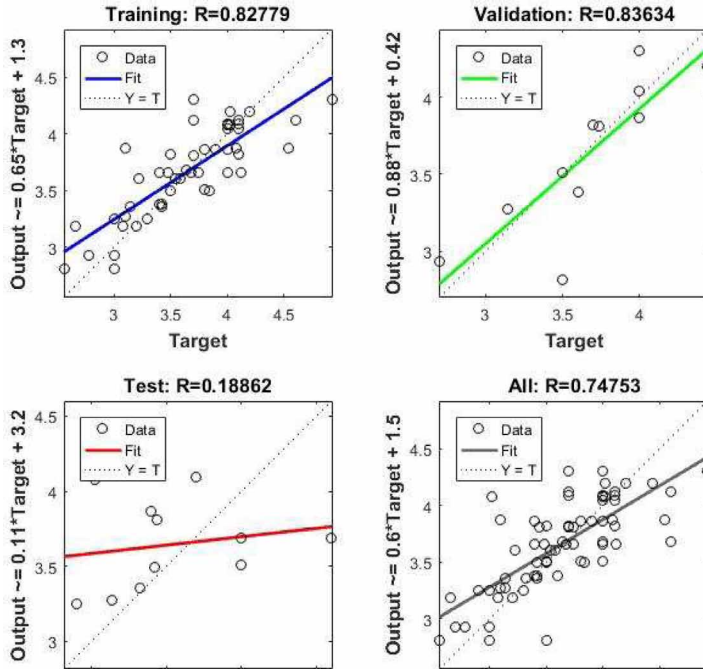 Training: R=0.82779
Output ~= 0.65*Target + 1.3
Data
Fit
Y = T
4.5
4
3.5
3
3
3.5
4
4.5
Target
Validation: R=0.83634
Output ~= 0.88*Target + 0.42
Data
Fit
Y = T
4
3.5
3
3
3.5
4
Target
Test: R=0.18862
Output ~= 0.11*Target + 3.2
Data
Fit
Y = T
4.5
4
3.5
3
All: R=0.74753
Output ~= 0.6*Target + 1.5
Data
Fit
Y = T
4.5
4
3.5
3